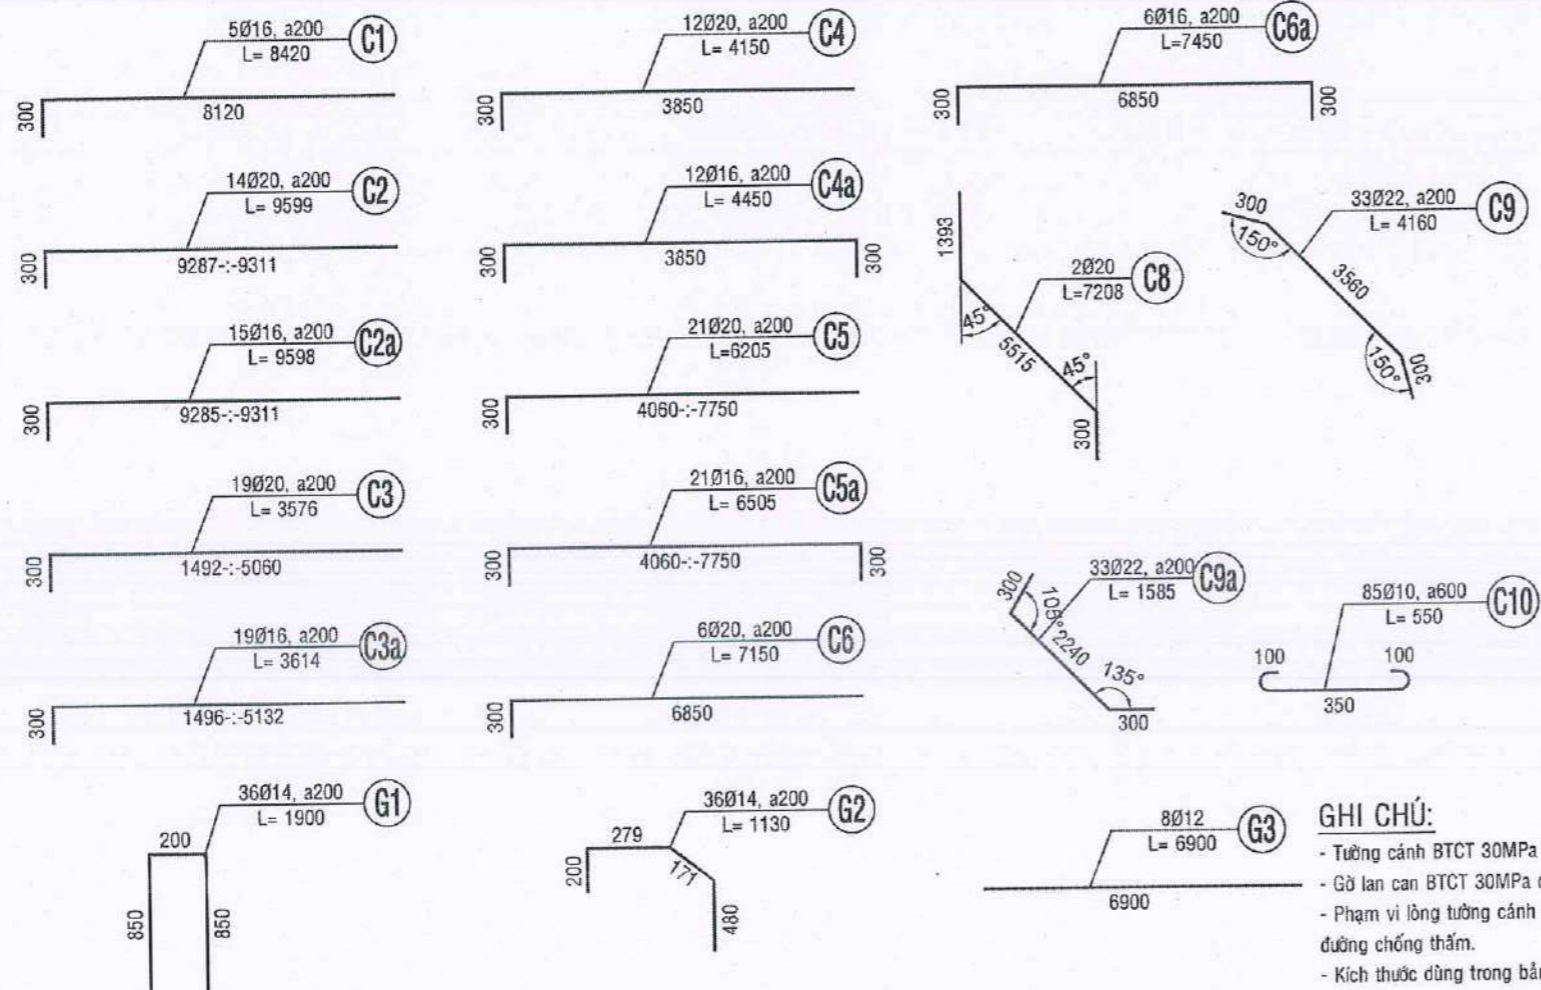 5Ø16, a200
L= 8420
C1
300
8120
12Ø20, a200
L= 4150
C4
300
3850
6Ø16, a200
L=7450
C6a
300
6850
300
14Ø20, a200
L= 9599
C2
300
9287-:-9311
12Ø16, a200
L= 4450
C4a
300
3850
300
1393
45°
5515
45°
300
2Ø20
L=7208
C8
300
150°
3560
150°
300
33Ø22, a200
L= 4160
C9
15Ø16, a200
L= 9598
C2a
300
9285-:-9311
21Ø20, a200
L=6205
C5
300
4060-:-7750
19Ø20, a200
L= 3576
C3
300
1492-:-5060
21Ø16, a200
L= 6505
C5a
300
4060-:-7750
300
33Ø22, a200
L= 1585
C9a
300
105°
2240
135°
300
85Ø10, a600
L= 550
C10
100
100
350
19Ø16, a200
L= 3614
C3a
300
1496-:-5132
6Ø20, a200
L= 7150
C6
300
6850
36Ø14, a200
L= 1900
G1
200
850
850
36Ø14, a200
L= 1130
G2
279
200
171
480
8Ø12
L= 6900
G3
6900
GHI CHÚ:
- Tường cánh BTCT 30MPa
- Gờ lan can BTCT 30MPa
- Phạm vi lòng tường cánh
đường chống thấm.
- Kích thước dùng trong bản